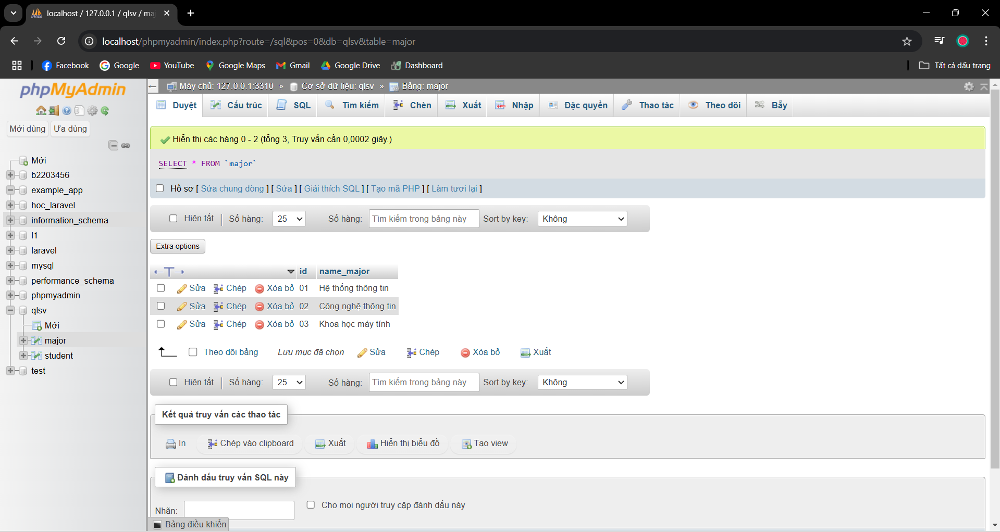 localhost / 127.0.0.1 / qlsv / ma
localhost/phpmyadmin/index.php?route=/sql&pos=0&db=qlsv&table=major
Facebook
Google
YouTube
Google Maps
Gmail
Google Drive
Dashboard
Tất cả dấu trang
phpMyAdmin
Mới dùng
Ưa dùng
Mới
b2203456
example_app
hoc_laravel
information_schema
l1
laravel
mysql
performance_schema
phpmyadmin
qlsv
Mới
major
student
test
Máy chủ: 127.0.0.1:3310 » Cơ sở dữ liệu: qlsv » Bảng: major
Duyệt
Cấu trúc
SQL
Tìm kiếm
Chèn
Xuất
Nhập
Đặc quyền
Thao tác
Theo dõi
Bẫy
Hiển thị các hàng 0 - 2 (tổng 3, Truy vấn cần 0,0002 giây.)
SELECT * FROM `major`
Hồ sơ [ Sửa chung dòng ] [ Sửa ] [ Giải thích SQL ] [ Tạo mã PHP ] [ Làm tươi lại ]
Hiện tất | Số hàng: 25 Số hàng: Tìm kiếm trong bảng này Sort by key: Không
Extra options
←T→ id name_major
Sửa Chép Xóa bỏ 01 Hệ thống thông tin
Sửa Chép Xóa bỏ 02 Công nghệ thông tin
Sửa Chép Xóa bỏ 03 Khoa học máy tính
Theo dõi bảng Lưu mục đã chọn Sửa Chép Xóa bỏ Xuất
Hiện tất | Số hàng: 25 Số hàng: Tìm kiếm trong bảng này Sort by key: Không
Kết quả truy vấn các thao tác
In Chép vào clipboard Xuất Hiển thị biểu đồ Tạo view
Đánh dấu truy vấn SQL này
Nhãn: Cho mọi người truy cập đánh dấu này
Bảng điều khiển